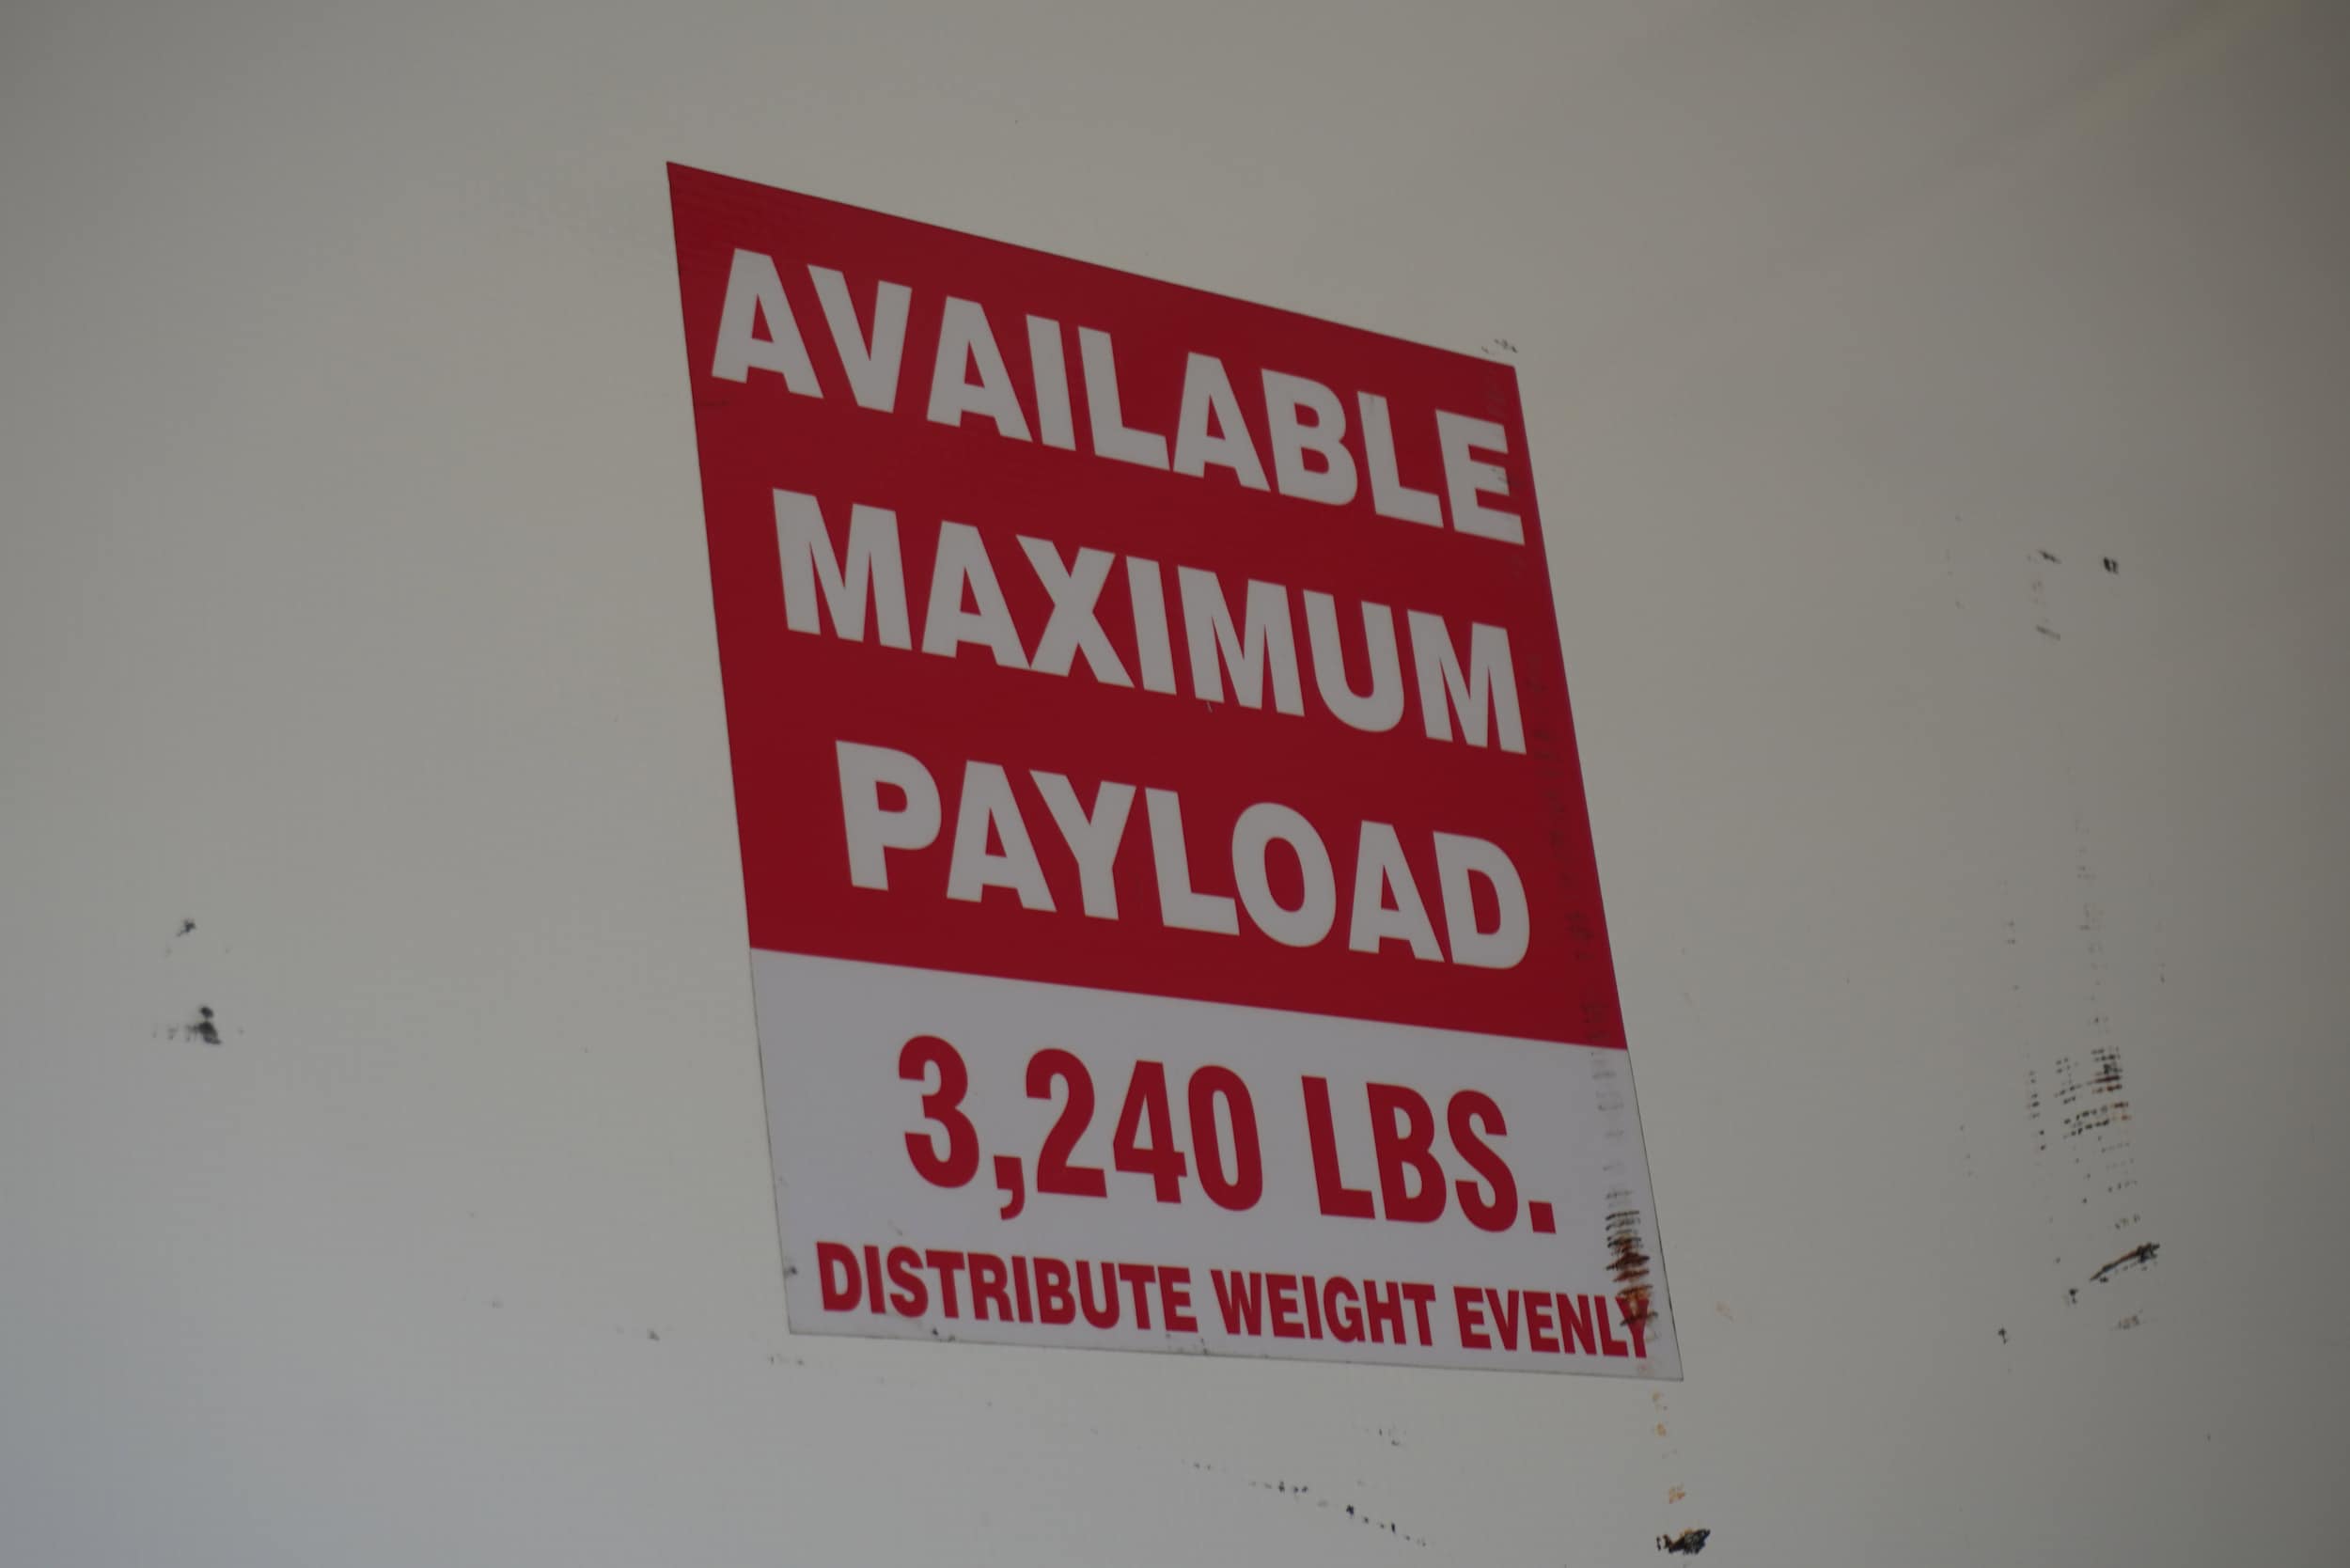 AVAILABLE
MAXIMUM
PAYLOAD
3,240 LBS.
DISTRIBUTE WEIGHT EVENLY